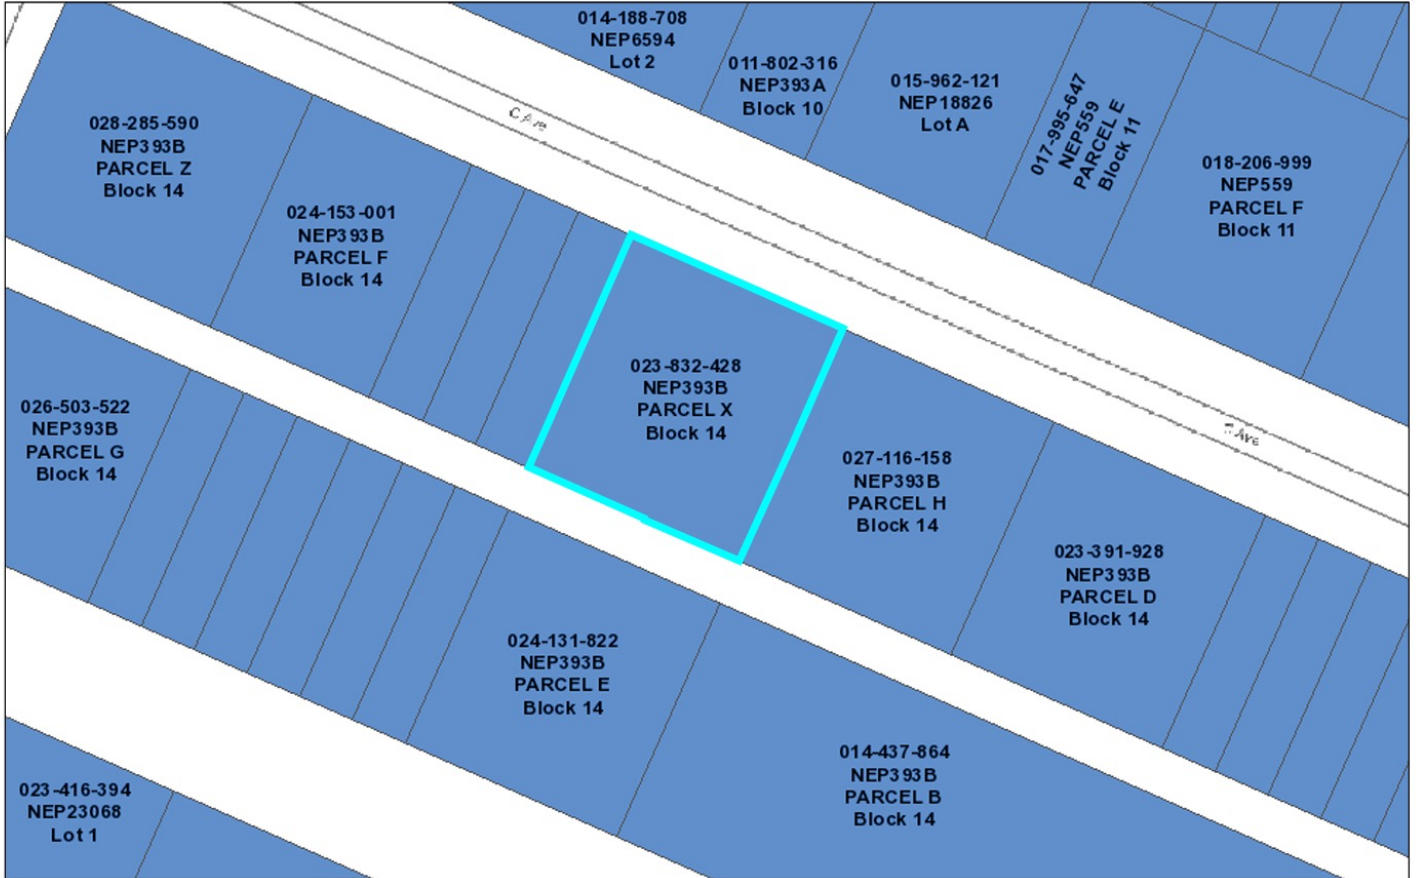 014-188-708
NEP6594
Lot 2
011-802-316
NEP393A
Block 10
015-962-121
NEP18826
Lot A
017-995-647
NEP559
PARCEL E
Block 11
018-206-999
NEP559
PARCEL F
Block 11
C Ave
028-285-590
NEP393B
PARCEL Z
Block 14
024-153-001
NEP393B
PARCEL F
Block 14
023-832-428
NEP393B
PARCEL X
Block 14
026-503-522
NEP393B
PARCEL G
Block 14
027-116-158
NEP393B
PARCEL H
Block 14
Ave
023-391-928
NEP393B
PARCEL D
Block 14
024-131-822
NEP393B
PARCEL E
Block 14
014-437-864
NEP393B
PARCEL B
Block 14
023-416-394
NEP23068
Lot 1